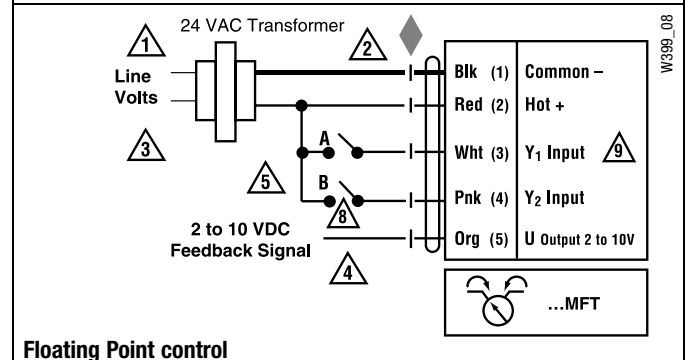 24 VAC Transformer
W399_08
1
2
Line
Volts
3
Blk (1) Common –
Red (2) Hot +
A
Wht (3) Y₁ Input
9
5
B
Pnk (4) Y₂ Input
8
2 to 10 VDC
Feedback Signal
Org (5) U Output 2 to 10V
4
...MFT
Floating Point control